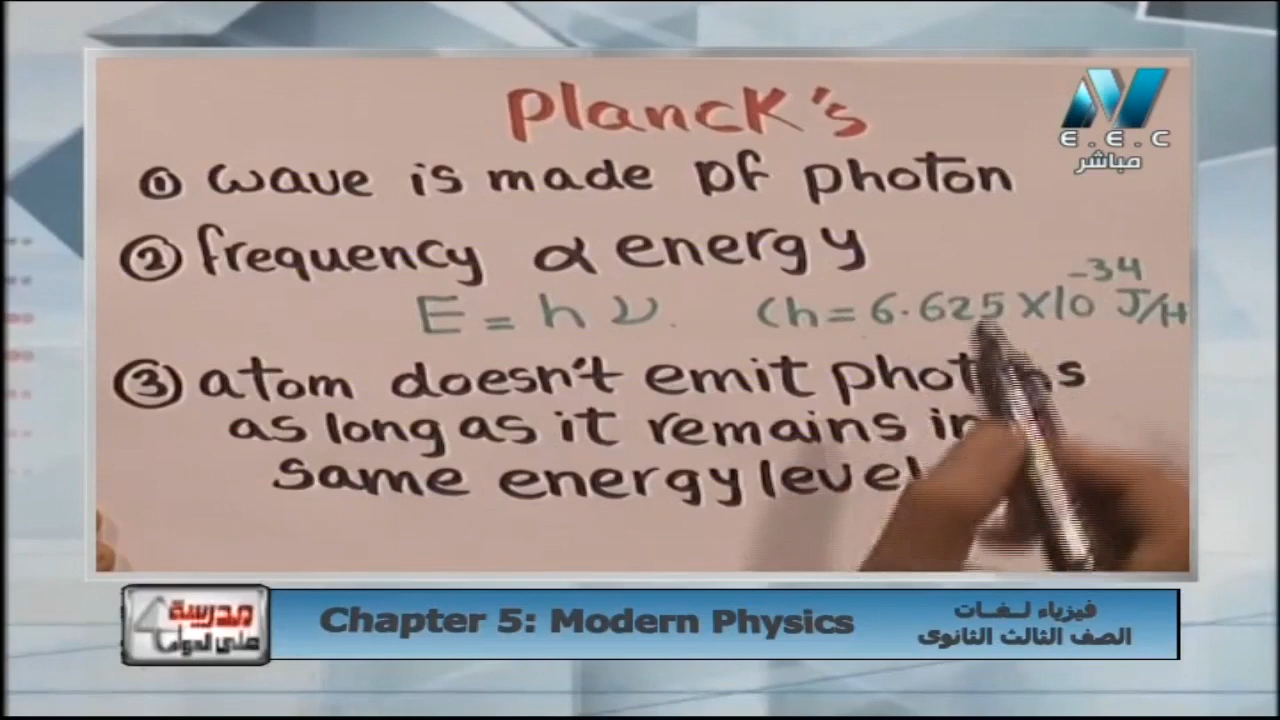 Planck's
① wave is made of photon
② frequency α energy
E = hν. (h = 6.625 X 10⁻³⁴ J/H
③ atom doesn't emit photons
as long as it remains in
same energy level
E.E.C
مباشر
مدرسة
على الهواء
Chapter 5: Modern Physics
فيزياء لـغـات
الصف الثالث الثانوى